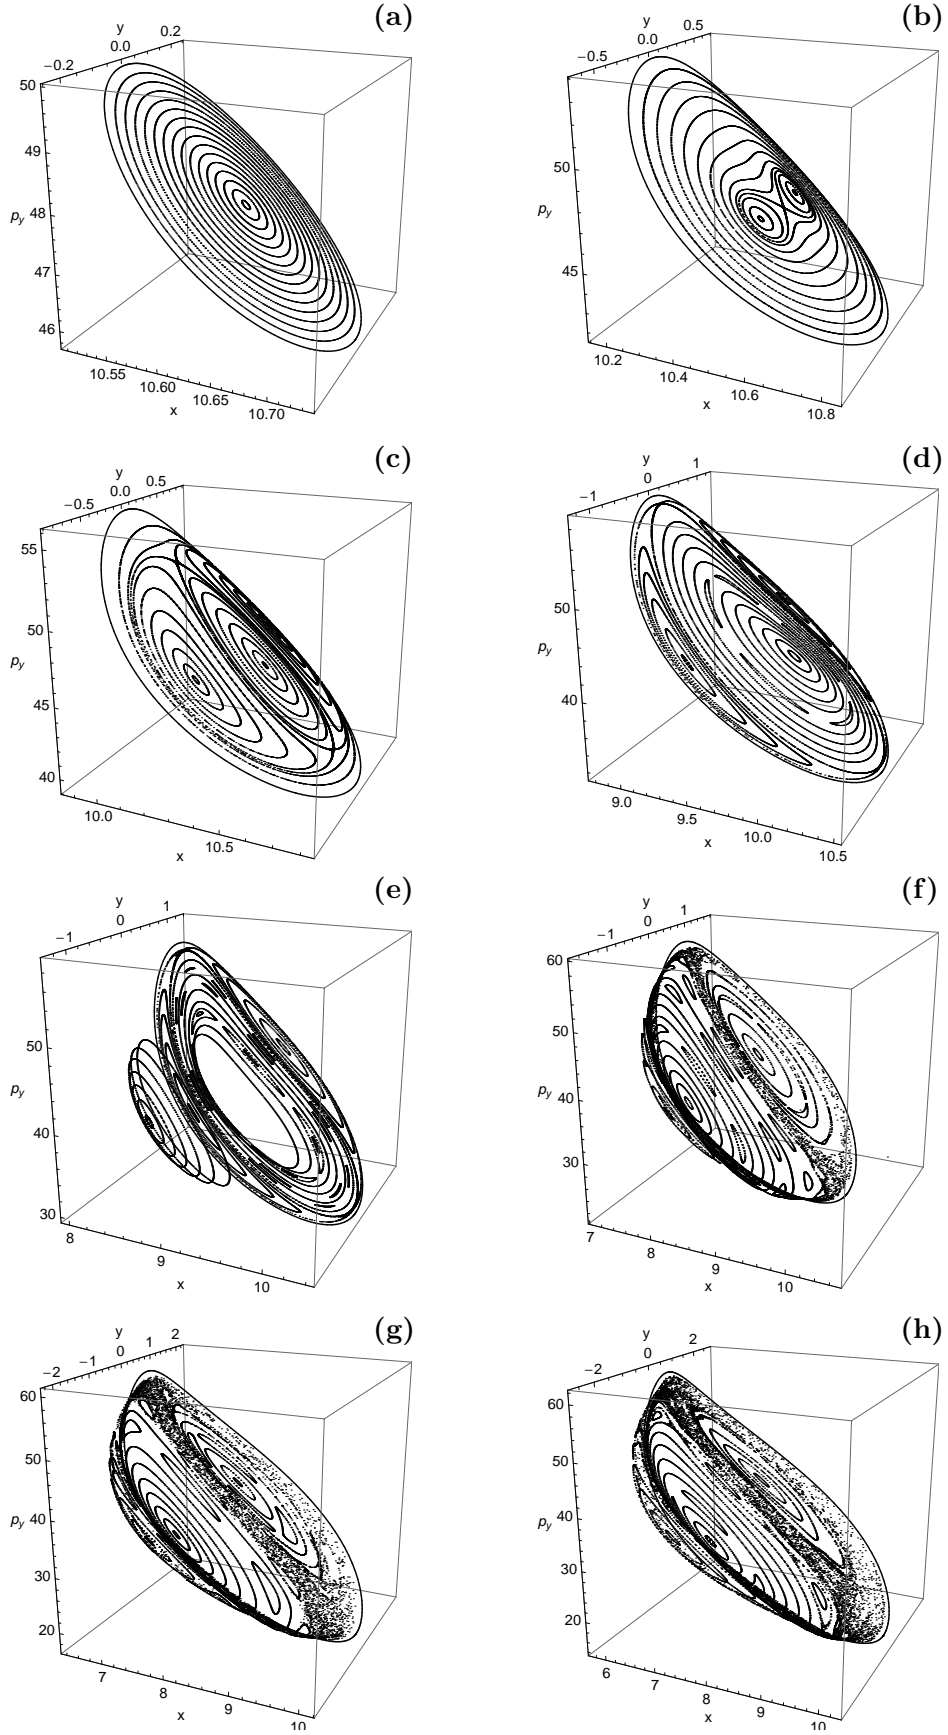 (a)
y
−0.2 0.0 0.2
50
49
48
47
46
p_y
10.55 10.60 10.65 10.70
x
(b)
y
−0.5 0.0 0.5
50
45
p_y
10.2 10.4 10.6 10.8
x
(c)
y
−0.5 0.0 0.5
55
50
45
40
p_y
10.0 10.5
x
(d)
y
−1 0 1
50
40
p_y
9.0 9.5 10.0 10.5
x
(e)
y
−1 0 1
50
40
30
p_y
8 9 10
x
(f)
y
−1 0 1
60
50
40
30
p_y
7 8 9 10
x
(g)
y
−2 −1 0 1 2
60
50
40
30
20
p_y
7 8 9 10
x
(h)
y
−2 0 2
60
50
40
30
20
p_y
6 7 8 9 10
x